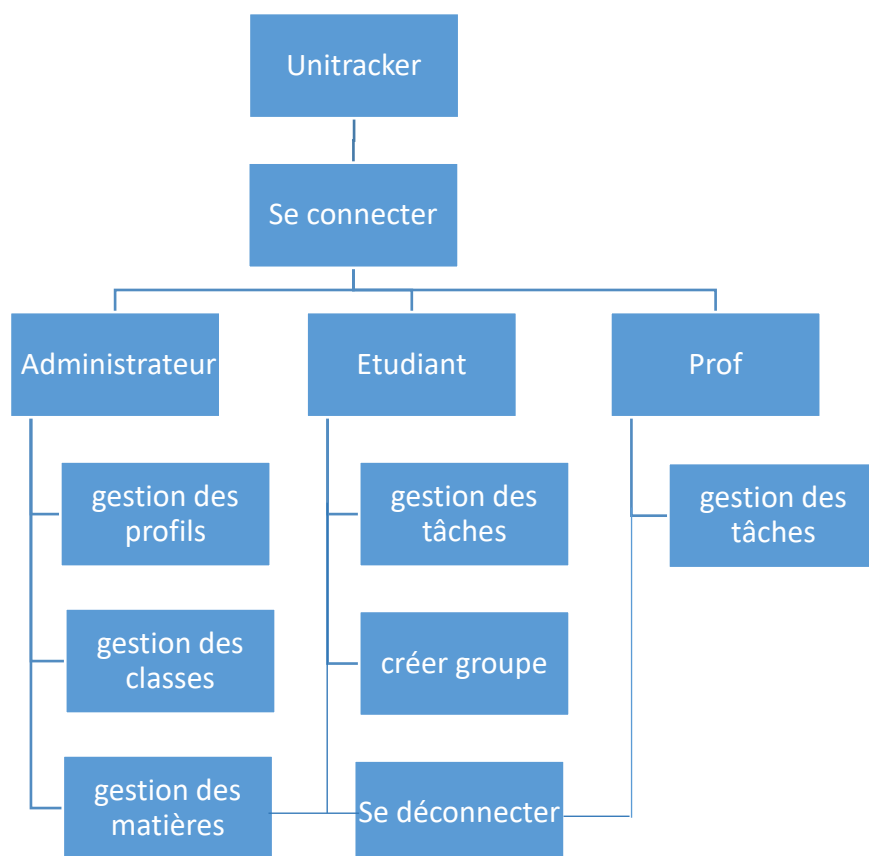 Unitracker
Se connecter
Administrateur
Etudiant
Prof
gestion des
profils
gestion des
tâches
gestion des
tâches
gestion des
classes
créer groupe
gestion des
matières
Se déconnecter